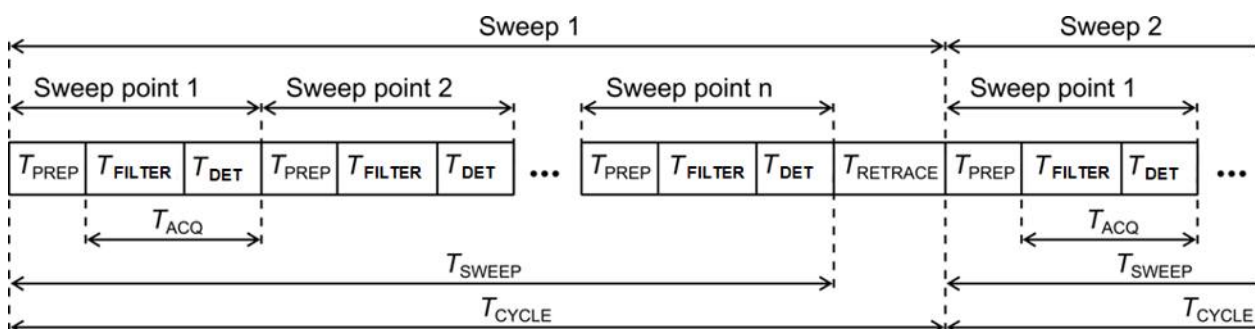 Sweep 1 Sweep 2
Sweep point 1 Sweep point 2 Sweep point n Sweep point 1
TPREP TFILTER TDET TPREP TFILTER TDET ••• TPREP TFILTER TDET TRETRACE TPREP TFILTER TDET •••
TACQ TACQ
TSWEEP TSWEEP
TCYCLE TCYCLE